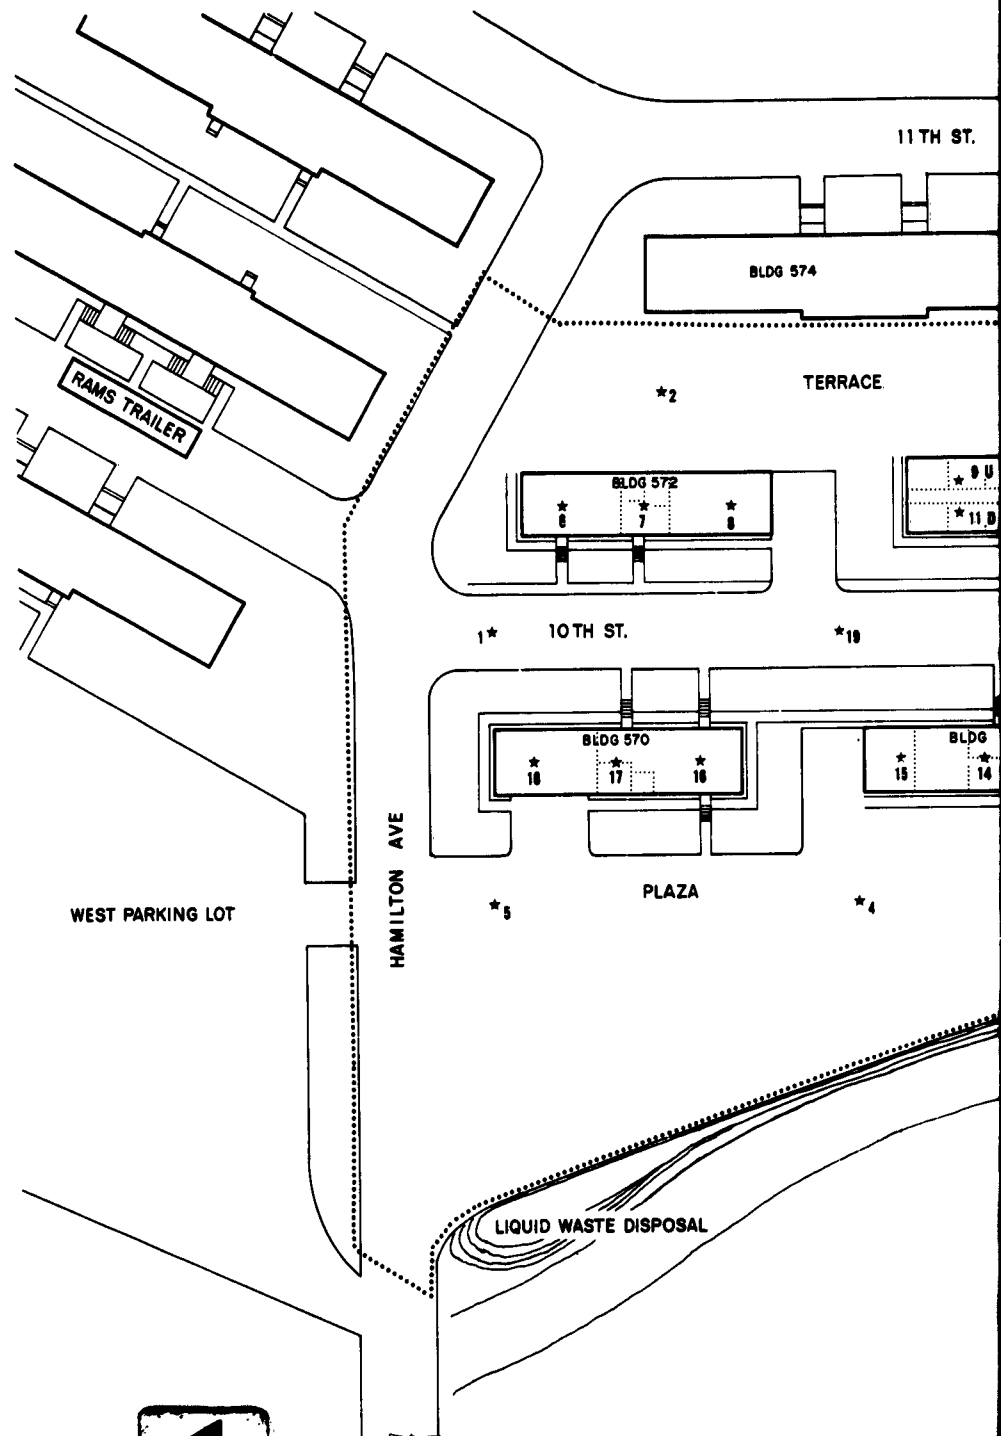 11TH ST.
BLDG 574
TERRACE
★2
RAMS TRAILER
BLDG 572
★ ★ ★
6 7 8
★ 9 U
★ 11 D
1★
10TH ST.
★19
BLDG 570
★ ★ ★
18 17 16
BLDG
★ ★
15 14
HAMILTON AVE
PLAZA
WEST PARKING LOT
★5
★4
LIQUID WASTE DISPOSAL